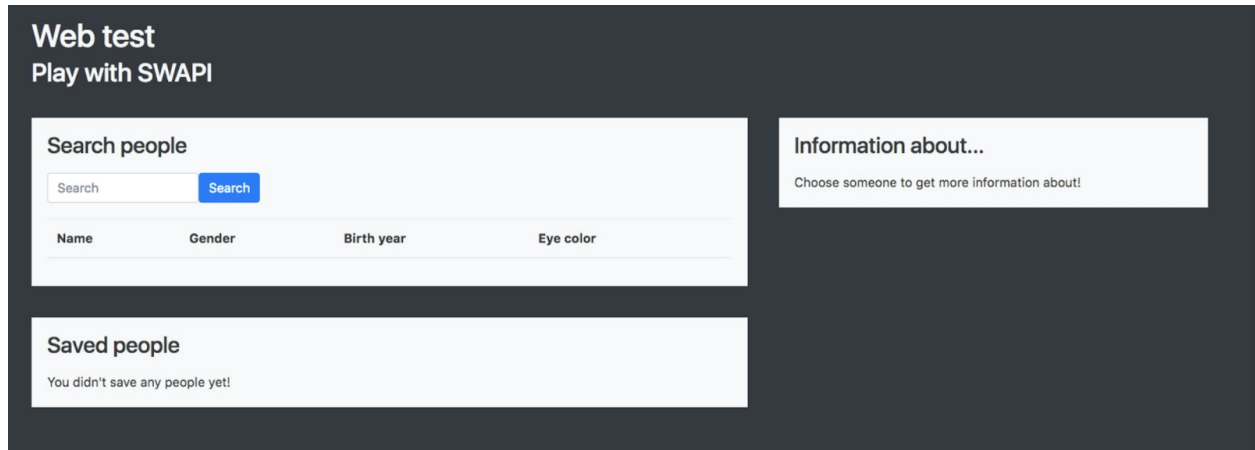 Web test
Play with SWAPI
Search people
Search Search
Name Gender Birth year Eye color
Saved people
You didn't save any people yet!
Information about...
Choose someone to get more information about!